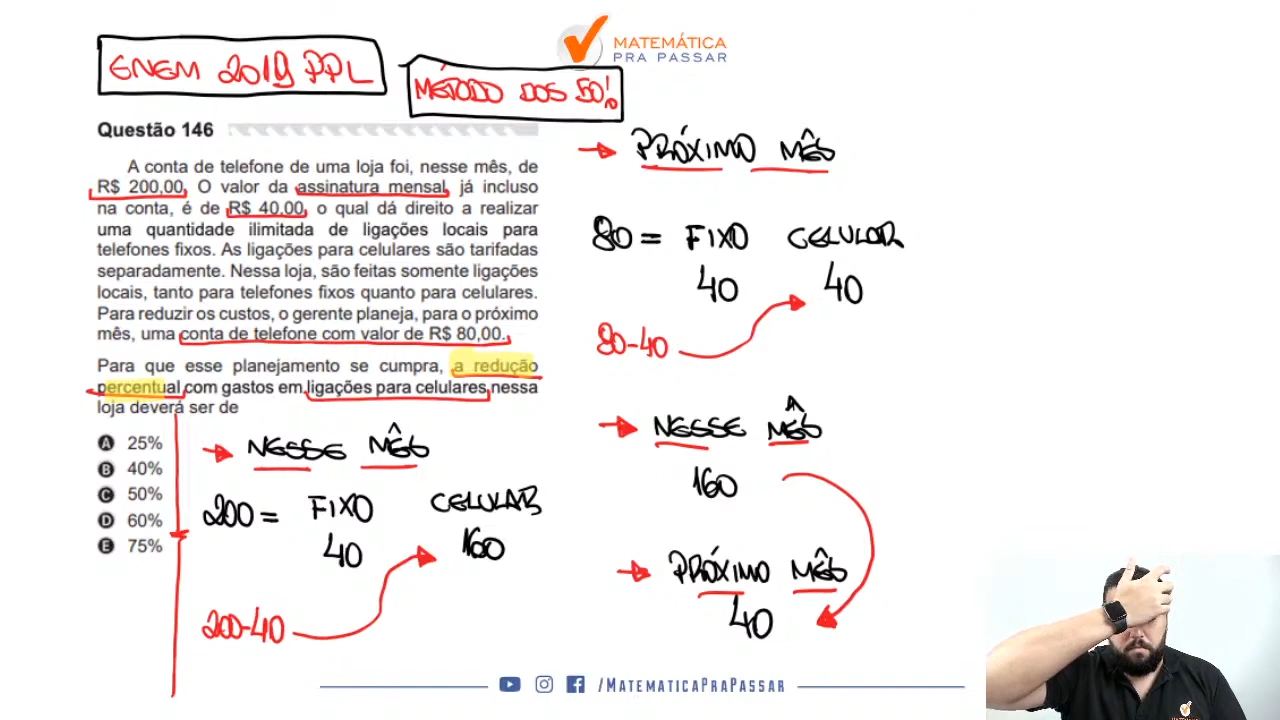 ENEM 2019 PPL
MÉTODO DOS 50!
MATEMÁTICA
PRA PASSAR
Questão 146
A conta de telefone de uma loja foi, nesse mês, de
R$ 200,00. O valor da assinatura mensal, já incluso
na conta, é de R$ 40,00, o qual dá direito a realizar
uma quantidade ilimitada de ligações locais para
telefones fixos. As ligações para celulares são tarifadas
separadamente. Nessa loja, são feitas somente ligações
locais, tanto para telefones fixos quanto para celulares.
Para reduzir os custos, o gerente planeja, para o próximo
mês, uma conta de telefone com valor de R$ 80,00.
Para que esse planejamento se cumpra, a redução
percentual com gastos em ligações para celulares nessa
loja deverá ser de
A 25%
B 40%
C 50%
D 60%
E 75%
NESSE MÊS
200 = FIXO CELULAR
40 160
200-40
PRÓXIMO MÊS
80 = FIXO CELULAR
40 40
80-40
NESSE MÊS
160
PRÓXIMO MÊS
40
/MATEMATICAPRAPASSAR